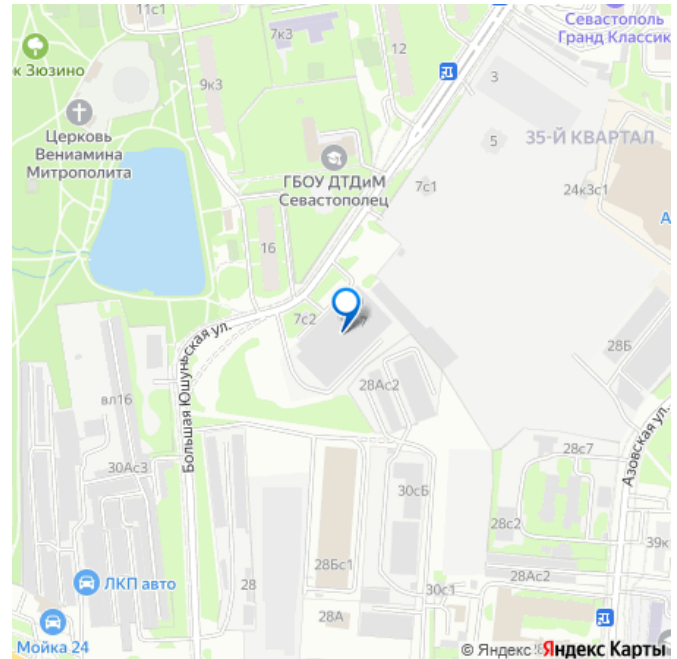 11с1
7к3
12
Севастополь
Гранд Классик
к Зюзино
9к3
3
Церковь
Вениамина
Митрополита
5
35-Й КВАРТАЛ
ГБОУ ДТДиМ
Севастополец
7с1
24к3с1
А
16
7с2
Большая Юшуньская ул.
28Б
28Ас2
вл16
Азовская ул.
28с7
30Ас3
30сБ
28с2
39к
28Бс1
28
30с1
28Ас2
ЛКП авто
28А
Мойка 24
© Яндекс
Яндекс Карты